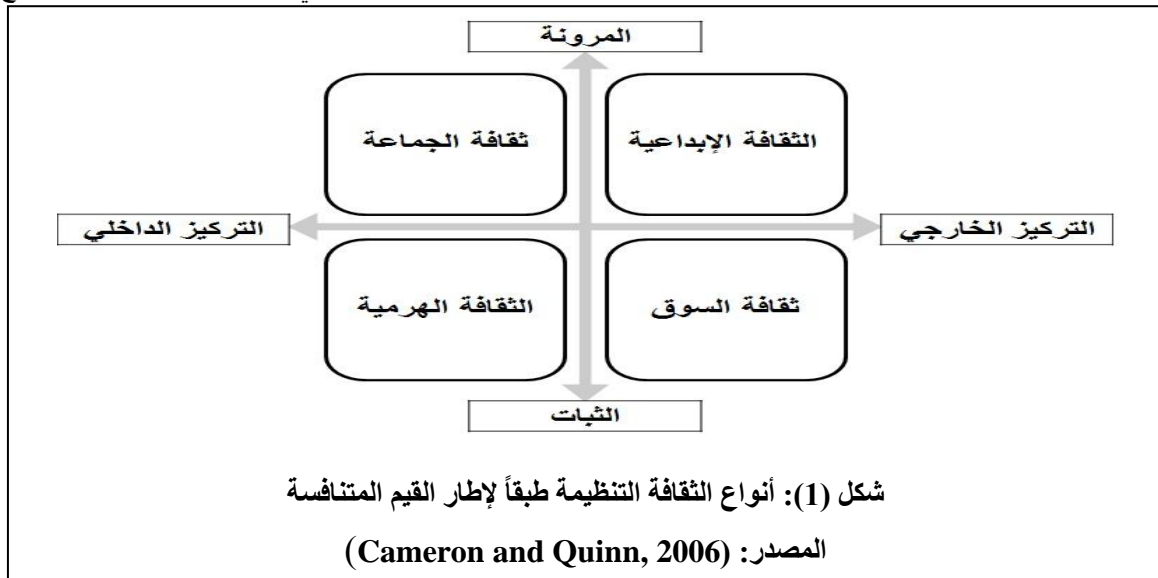 المرونة
الثقافة الإبداعية
ثقافة الجماعة
التركيز الخارجي
التركيز الداخلي
ثقافة السوق
الثقافة الهرمية
الثبات
شكل (1): أنواع الثقافة التنظيمة طبقاً لإطار القيم المتنافسة
المصدر: (Cameron and Quinn, 2006)